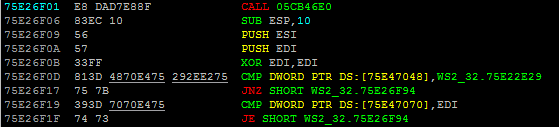 75E26F01 E8 DAD7E88F CALL 05CB46E0
75E26F06 83EC 10 SUB ESP,10
75E26F09 56 PUSH ESI
75E26F0A 57 PUSH EDI
75E26F0B 33FF XOR EDI,EDI
75E26F0D 813D 4870E475 292EE275 CMP DWORD PTR DS:[75E47048],WS2_32.75E22E29
75E26F17 75 7B JNZ SHORT WS2_32.75E26F94
75E26F19 393D 7070E475 CMP DWORD PTR DS:[75E47070],EDI
75E26F1F 74 73 JE SHORT WS2_32.75E26F94